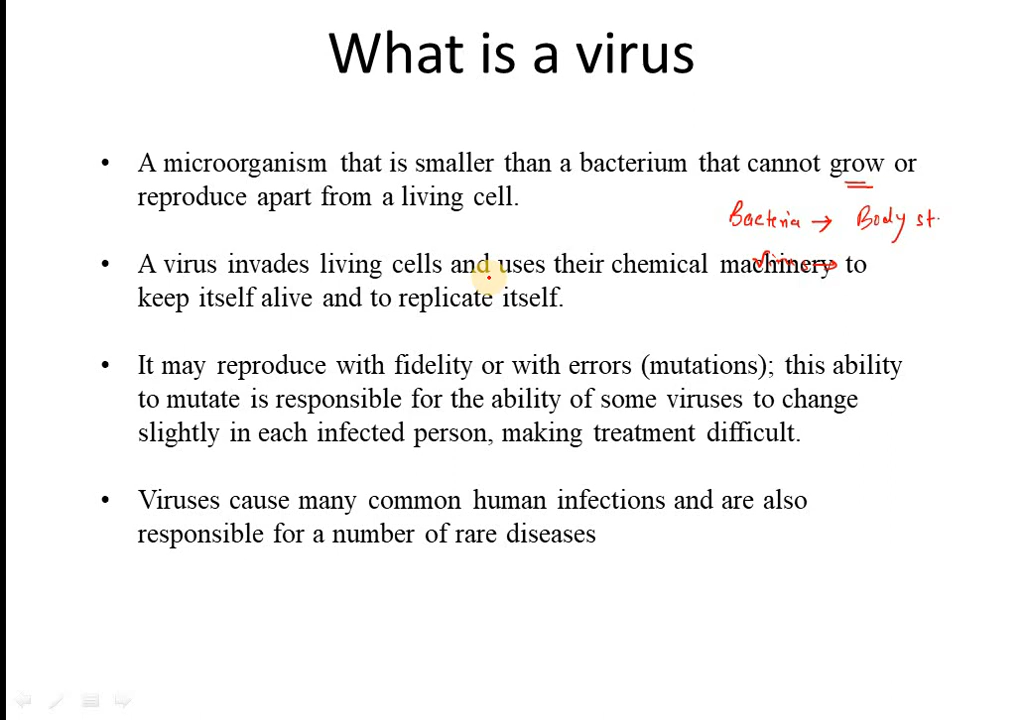 What is a virus
• A microorganism that is smaller than a bacterium that cannot grow or
reproduce apart from a living cell.
Bacteria → Body st.
• A virus invades living cells and uses their chemical machinery to
Virus →
keep itself alive and to replicate itself.
• It may reproduce with fidelity or with errors (mutations); this ability
to mutate is responsible for the ability of some viruses to change
slightly in each infected person, making treatment difficult.
• Viruses cause many common human infections and are also
responsible for a number of rare diseases